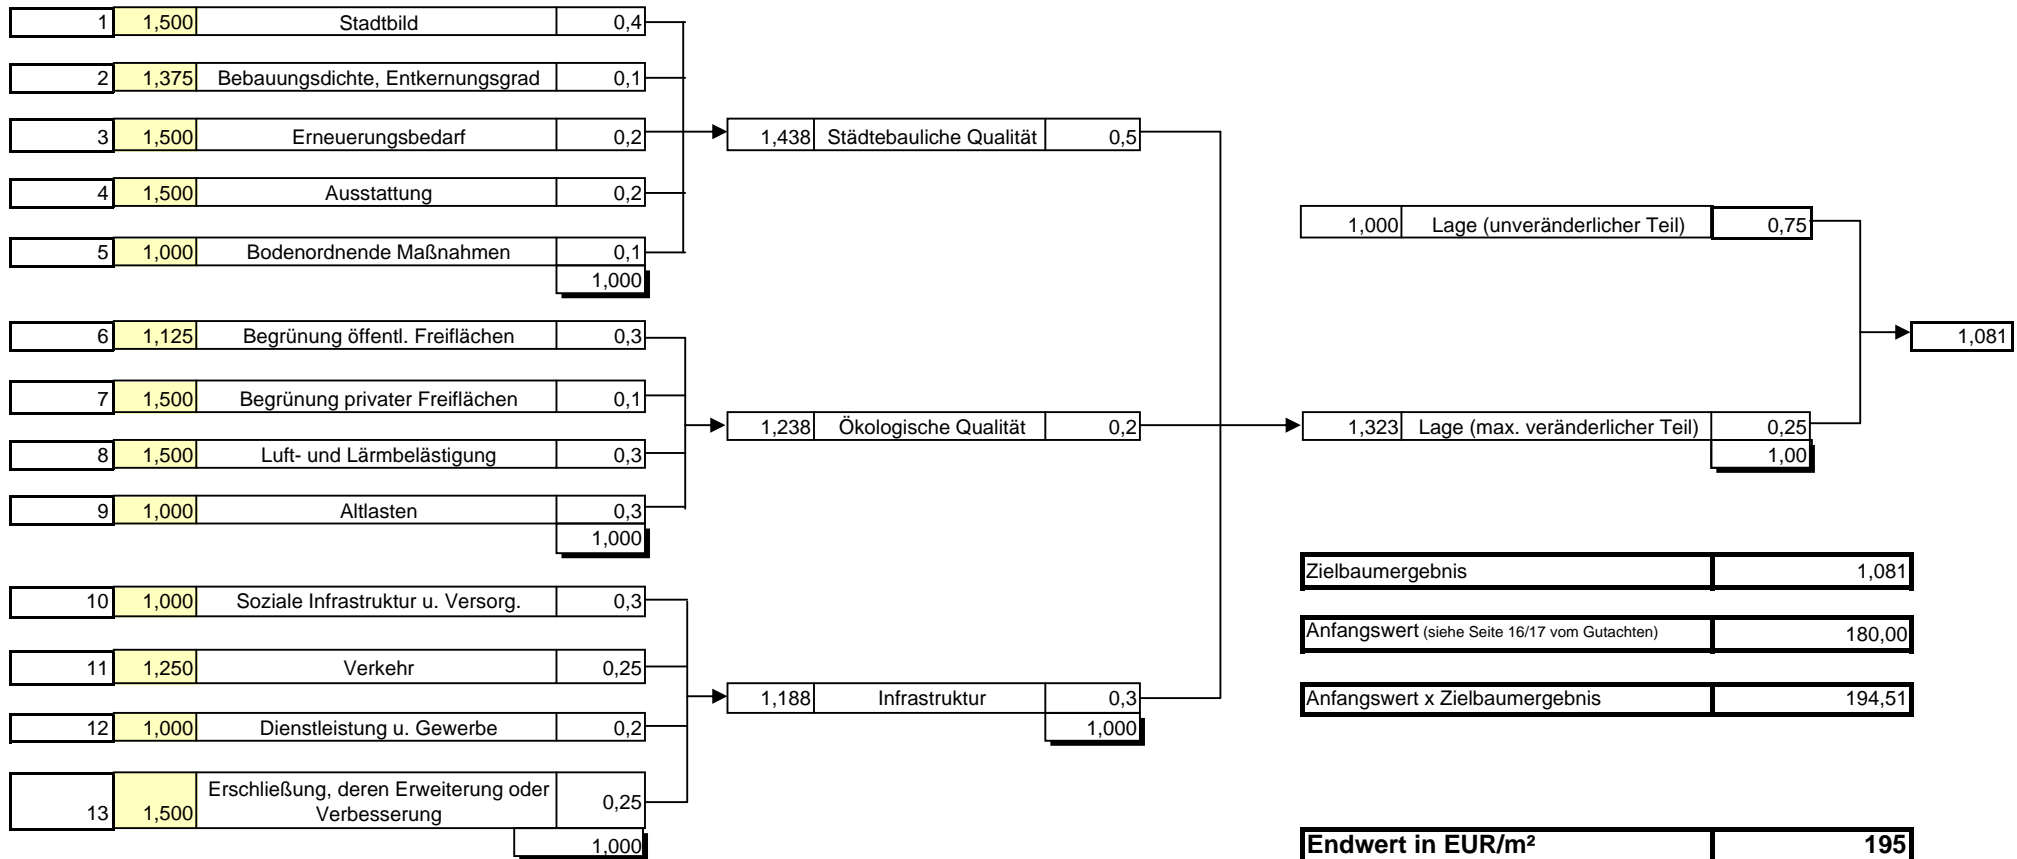 1 1,500 Stadtbild 0,4
2 1,375 Bebauungsdichte, Entkernungsgrad 0,1
3 1,500 Erneuerungsbedarf 0,2
4 1,500 Ausstattung 0,2
5 1,000 Bodenordnende Maßnahmen 0,1
1,000
6 1,125 Begrünung öffentl. Freiflächen 0,3
7 1,500 Begrünung privater Freiflächen 0,1
8 1,500 Luft- und Lärmbelästigung 0,3
9 1,000 Altlasten 0,3
1,000
10 1,000 Soziale Infrastruktur u. Versorg. 0,3
11 1,250 Verkehr 0,25
12 1,000 Dienstleistung u. Gewerbe 0,2
13 1,500 Erschließung, deren Erweiterung oder
Verbesserung 0,25
1,000
1,438 Städtebauliche Qualität 0,5
1,238 Ökologische Qualität 0,2
1,188 Infrastruktur 0,3
1,000
1,000 Lage (unveränderlicher Teil) 0,75
1,323 Lage (max. veränderlicher Teil) 0,25
1,00
1,081
Zielbaumergebnis 1,081
Anfangswert (siehe Seite 16/17 vom Gutachten) 180,00
Anfangswert x Zielbaumergebnis 194,51
Endwert in EUR/m² 195